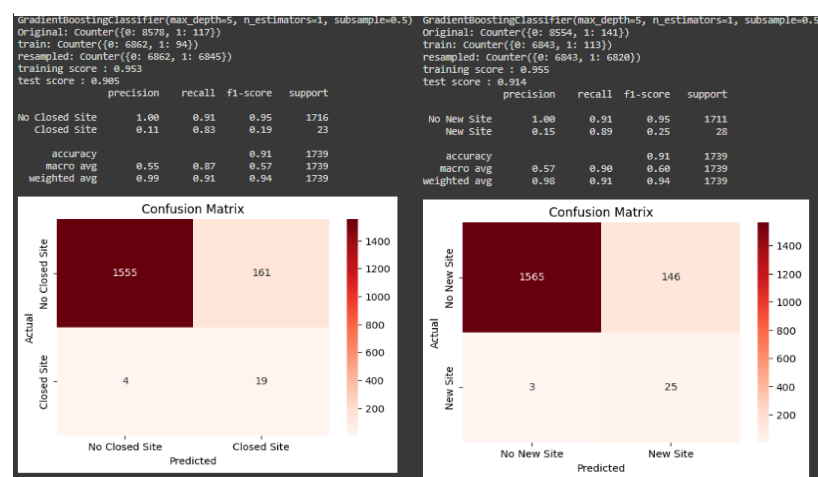 GradientBoostingClassifier(max_depth=5, n_estimators=1, subsample=0.5)
Original: Counter({0: 8578, 1: 117})
train: Counter({0: 6862, 1: 94})
resampled: Counter({0: 6862, 1: 6845})
training score : 0.953
test score : 0.905
precision recall f1-score support
No Closed Site 1.00 0.91 0.95 1716
Closed Site 0.11 0.83 0.19 23
accuracy 0.91 1739
macro avg 0.55 0.87 0.57 1739
weighted avg 0.99 0.91 0.94 1739
Confusion Matrix
Actual
No Closed Site
Closed Site
1555
161
4
19
No Closed Site
Closed Site
Predicted
1400
1200
1000
800
600
400
200
GradientBoostingClassifier(max_depth=5, n_estimators=1, subsample=0.5
Original: Counter({0: 8554, 1: 141})
train: Counter({0: 6843, 1: 113})
resampled: Counter({0: 6843, 1: 6820})
training score : 0.955
test score : 0.914
precision recall f1-score support
No New Site 1.00 0.91 0.95 1711
New Site 0.15 0.89 0.25 28
accuracy 0.91 1739
macro avg 0.57 0.90 0.60 1739
weighted avg 0.98 0.91 0.94 1739
Confusion Matrix
Actual
No New Site
New Site
1565
146
3
25
No New Site
New Site
Predicted
1400
1200
1000
800
600
400
200